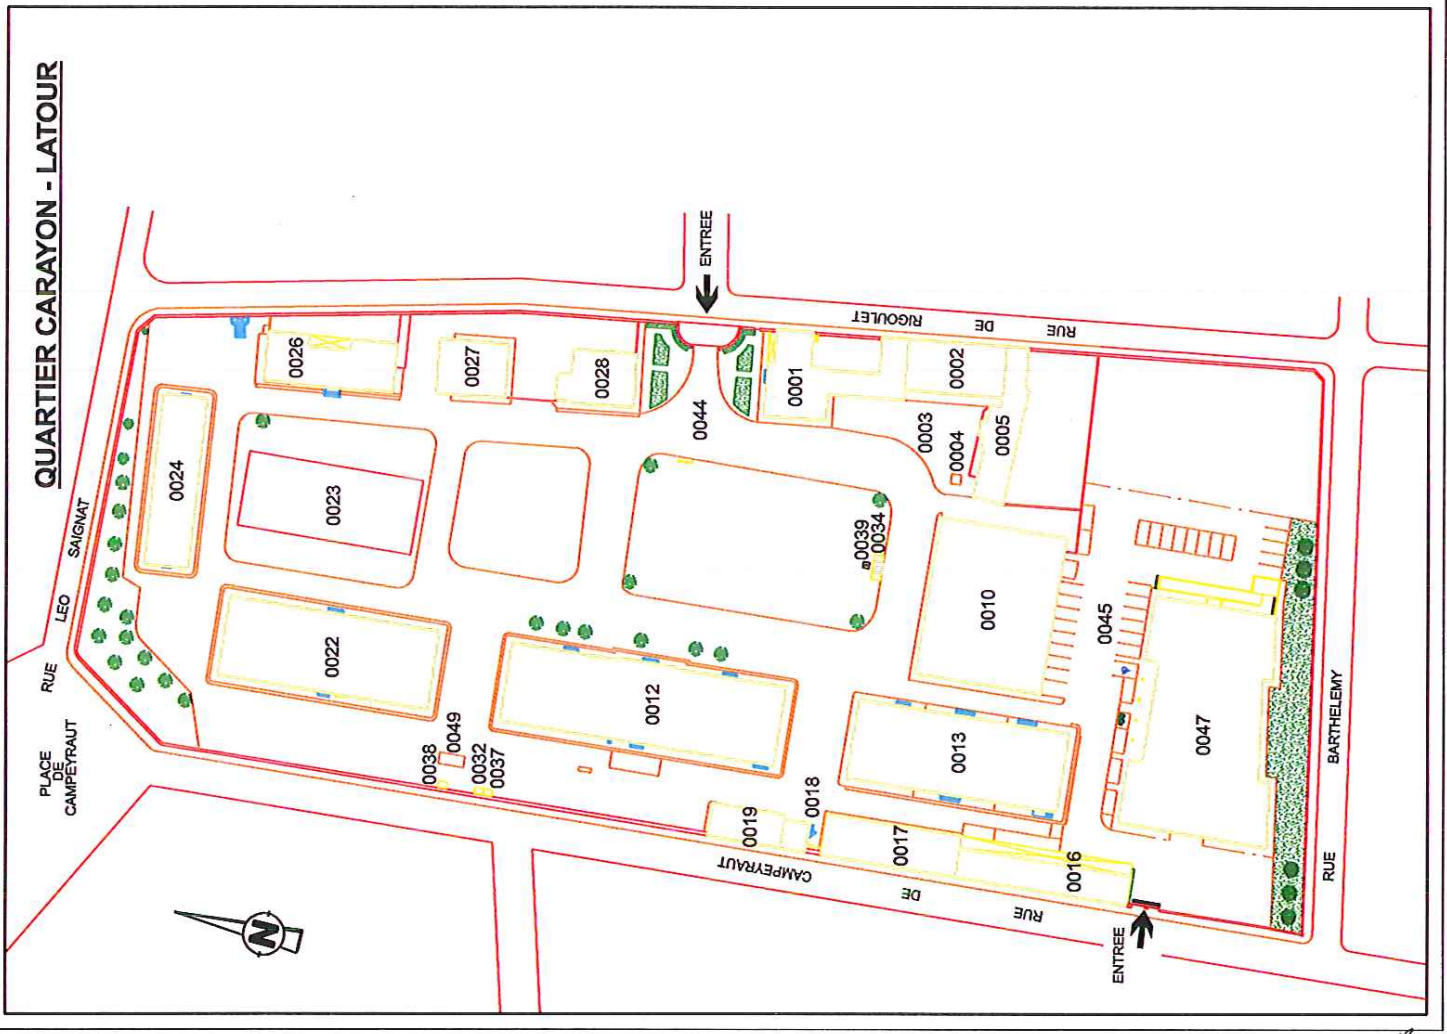 QUARTIER CARAYON - LATOUR
RUE LEO SAIGNAT
PLACE
DE
CAMPEYRAUT
0024
0026
0027
0028
0023
0022
0044
ENTREE
0001
0002
0003
0004
0005
RUE DE RIGOULET
0039
0034
0010
0045
0012
0013
0038
0049
0032
0037
0019
0018
0017
0016
RUE DE CAMPEYRAUT
ENTREE
0047
RUE BARTHELEMY
N